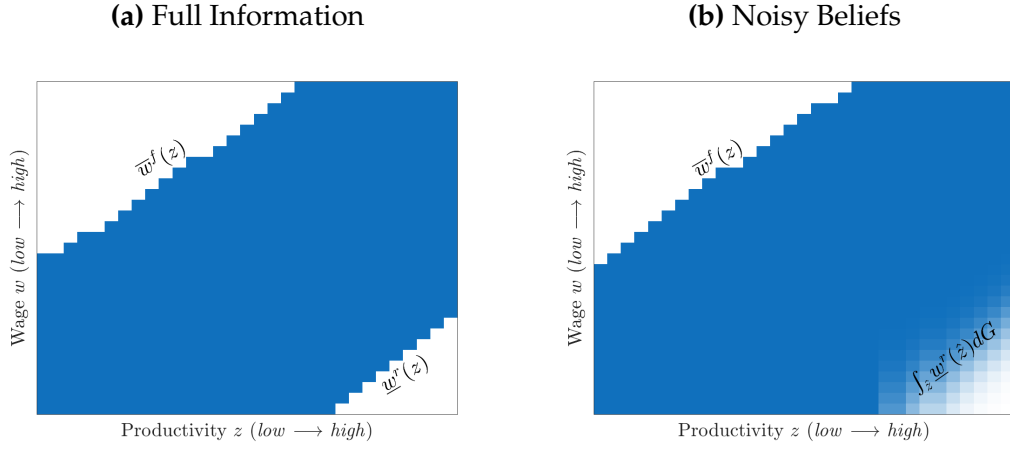 (a) Full Information
w̅ᶠ(z)
w̲ʳ(z)
Wage w (low ⟶ high)
Productivity z (low ⟶ high)
(b) Noisy Beliefs
w̅ᶠ(z)
∫_ẑ w̲ʳ(ẑ)dG
Wage w (low ⟶ high)
Productivity z (low ⟶ high)